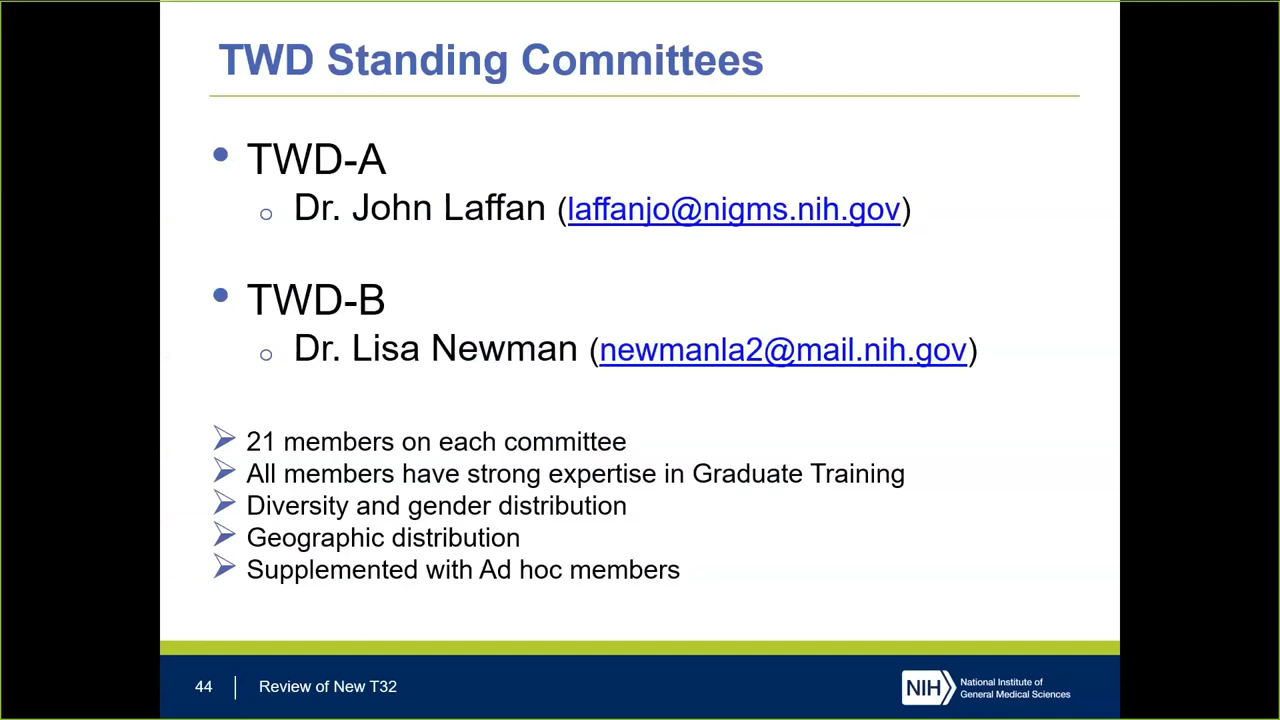 TWD Standing Committees
• TWD-A
o Dr. John Laffan (laffanjo@nigms.nih.gov)
• TWD-B
o Dr. Lisa Newman (newmanla2@mail.nih.gov)
➢ 21 members on each committee
➢ All members have strong expertise in Graduate Training
➢ Diversity and gender distribution
➢ Geographic distribution
➢ Supplemented with Ad hoc members
44 | Review of New T32
NIH National Institute of
General Medical Sciences